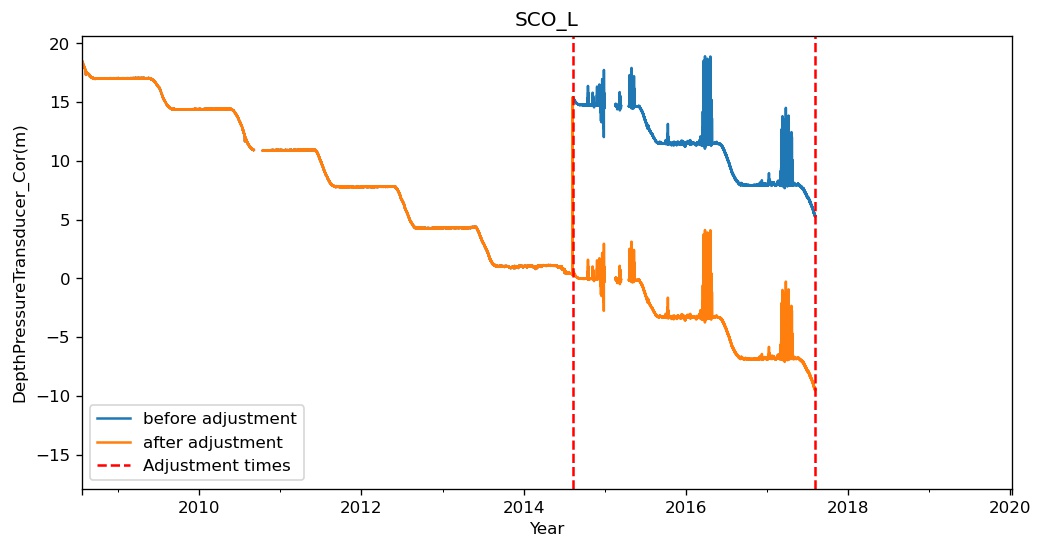 SCO_L
DepthPressureTransducer_Cor(m)
20
15
10
5
0
−5
−10
−15
before adjustment
after adjustment
Adjustment times
2010
2012
2014
2016
2018
2020
Year